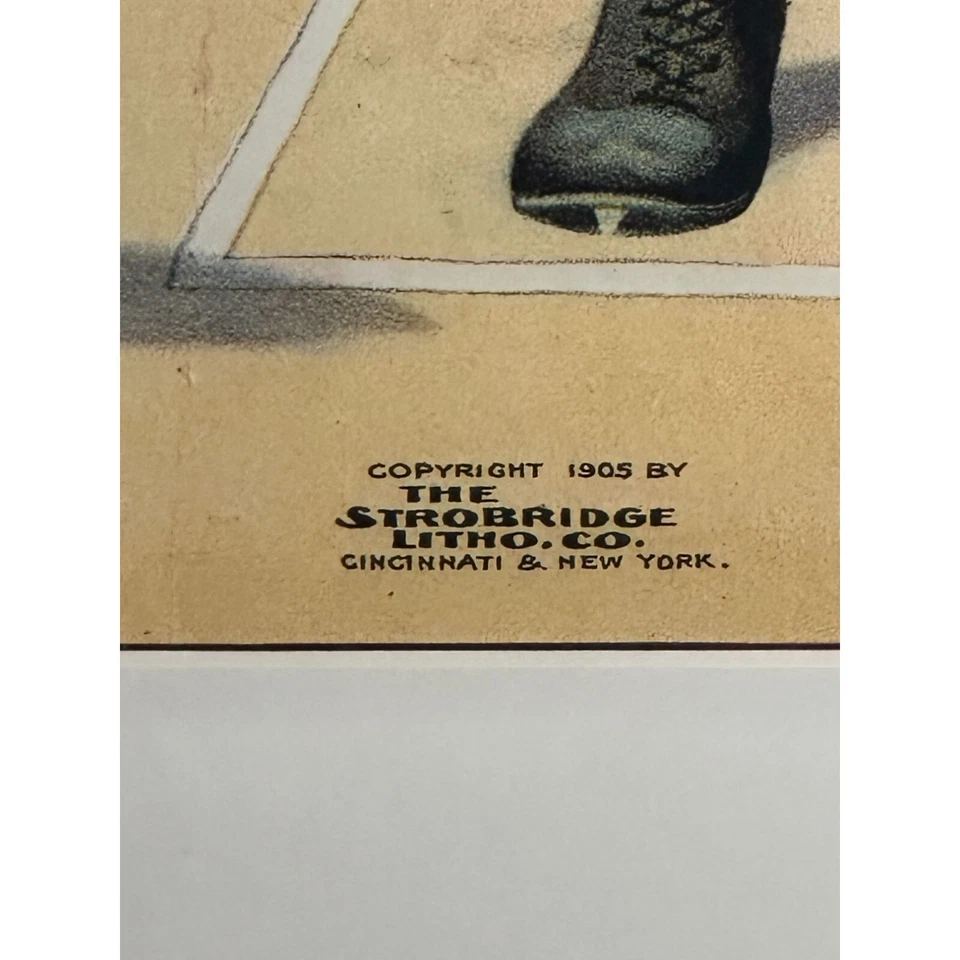 COPYRIGHT 1905 BY
THE
STROBRIDGE
LITHO. CO.
CINCINNATI & NEW YORK.